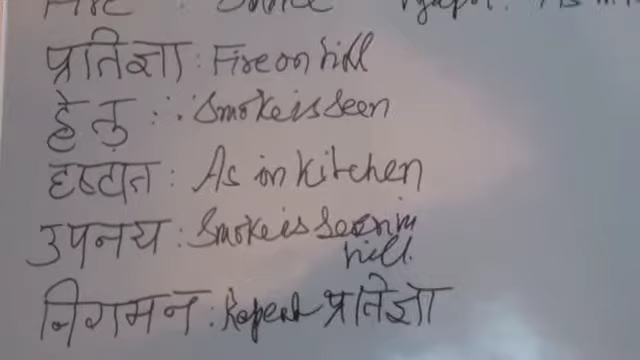 प्रतिज्ञा : Fire on hill
हेतु : ∵ Smoke is seen
दृष्टान्त : As in kitchen
उपनय : Smoke is seen in
hill.
निगमन : Repeat प्रतिज्ञा